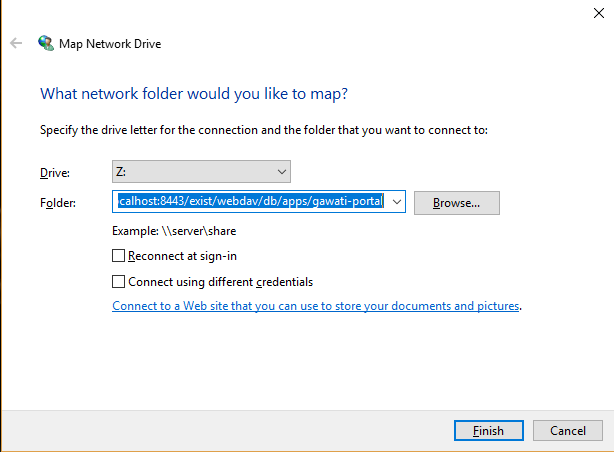 Map Network Drive
What network folder would you like to map?
Specify the drive letter for the connection and the folder that you want to connect to:
Drive: Z:
Folder: calhost:8443/exist/webdav/db/apps/gawati-portal Browse...
Example: \\server\share
Reconnect at sign-in
Connect using different credentials
Connect to a Web site that you can use to store your documents and pictures.
Finish Cancel